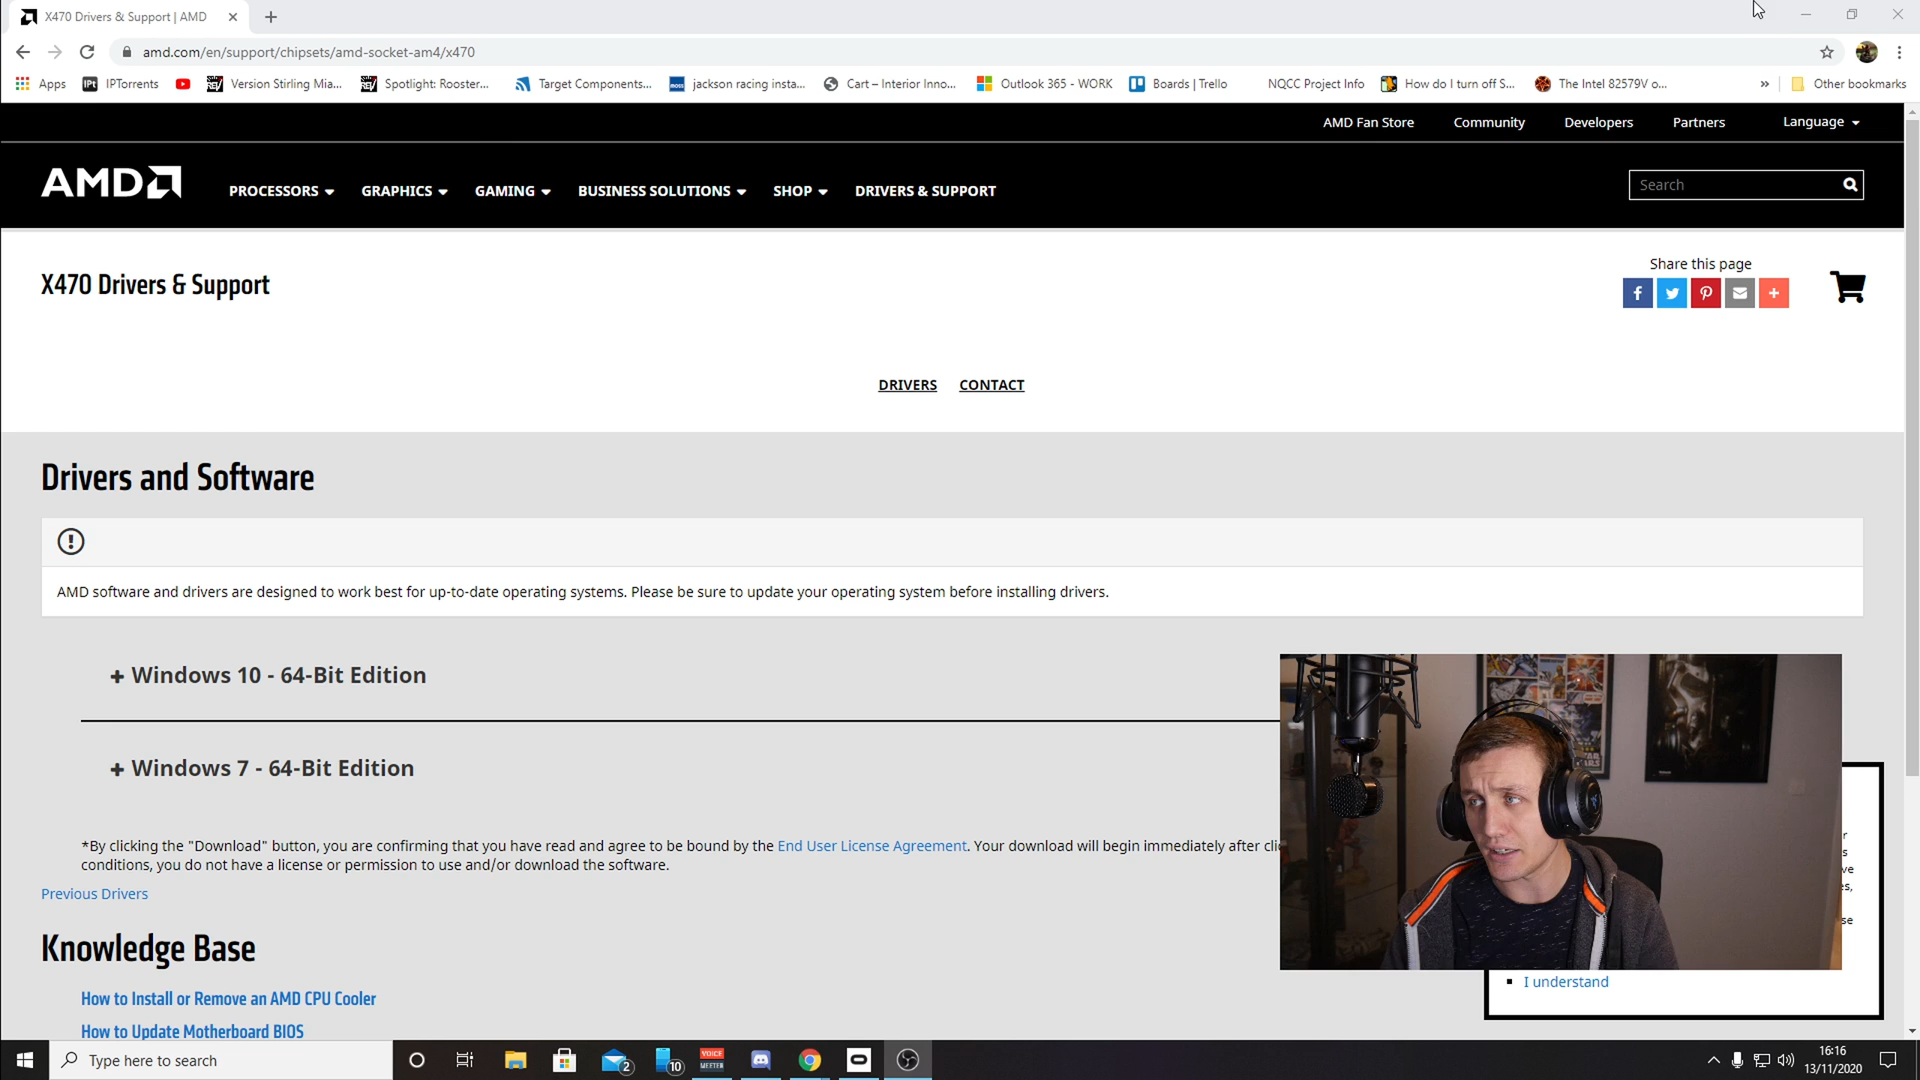 X470 Drivers & Support | AMD
amd.com/en/support/chipsets/amd-socket-am4/x470
Apps
IPTorrents
Version Stirling Mia...
Spotlight: Rooster...
Target Components...
jackson racing insta...
Cart – Interior Inno...
Outlook 365 - WORK
Boards | Trello
NQCC Project Info
How do I turn off S...
The Intel 82579V o...
»
Other bookmarks
AMD Fan Store
Community
Developers
Partners
Language
AMD
PROCESSORS
GRAPHICS
GAMING
BUSINESS SOLUTIONS
SHOP
DRIVERS & SUPPORT
Search
X470 Drivers & Support
Share this page
DRIVERS
CONTACT
Drivers and Software
AMD software and drivers are designed to work best for up-to-date operating systems. Please be sure to update your operating system before installing drivers.
+ Windows 10 - 64-Bit Edition
+ Windows 7 - 64-Bit Edition
*By clicking the "Download" button, you are confirming that you have read and agree to be bound by the End User License Agreement. Your download will begin immediately after cli
conditions, you do not have a license or permission to use and/or download the software.
Previous Drivers
Knowledge Base
How to Install or Remove an AMD CPU Cooler
How to Update Motherboard BIOS
I understand
Type here to search
2
10
VOICE
MEETER
16:16
13/11/2020